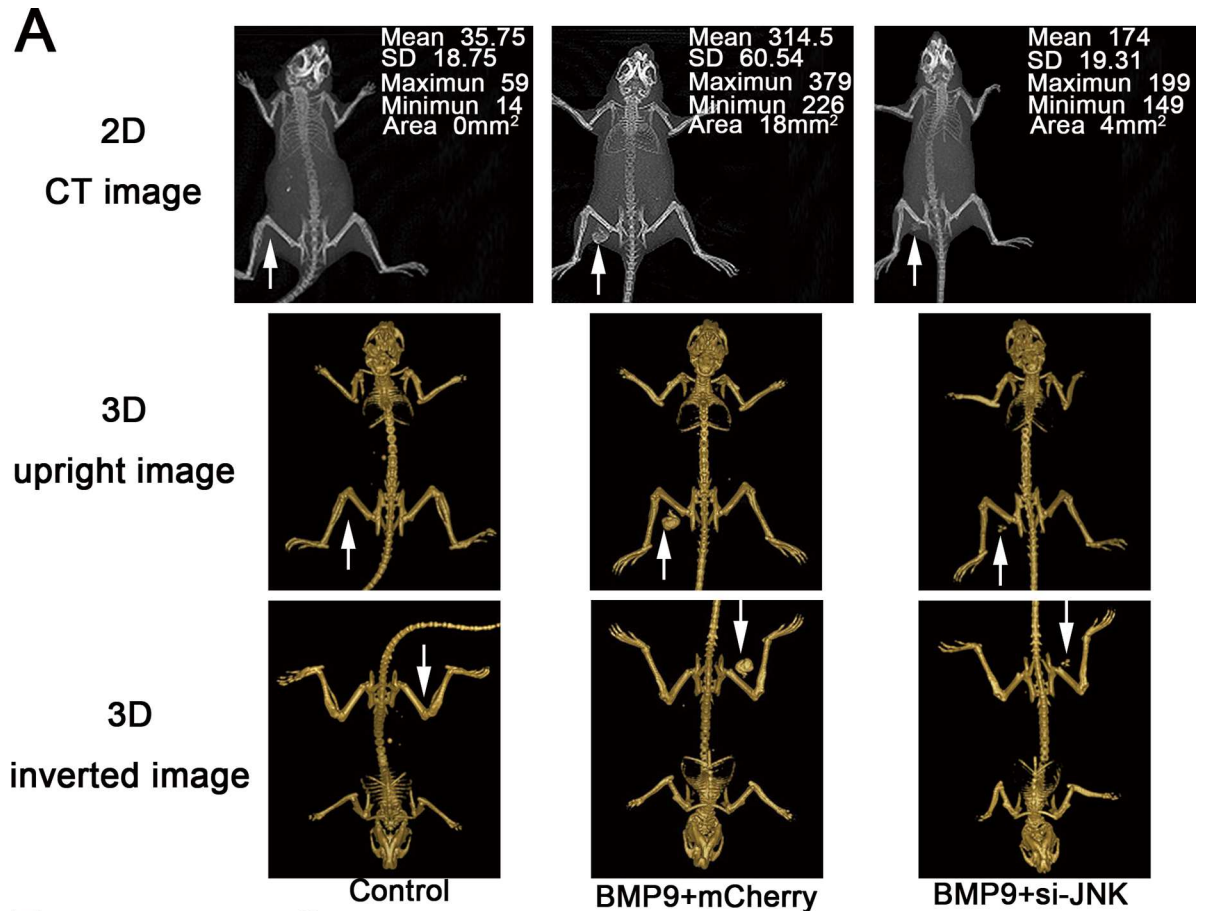 A
2D
CT image
Mean 35.75
SD 18.75
Maximun 59
Minimun 14
Area 0mm²
Mean 314.5
SD 60.54
Maximun 379
Minimun 226
Area 18mm²
Mean 174
SD 19.31
Maximun 199
Minimun 149
Area 4mm²
3D
upright image
3D
inverted image
Control
BMP9+mCherry
BMP9+si-JNK